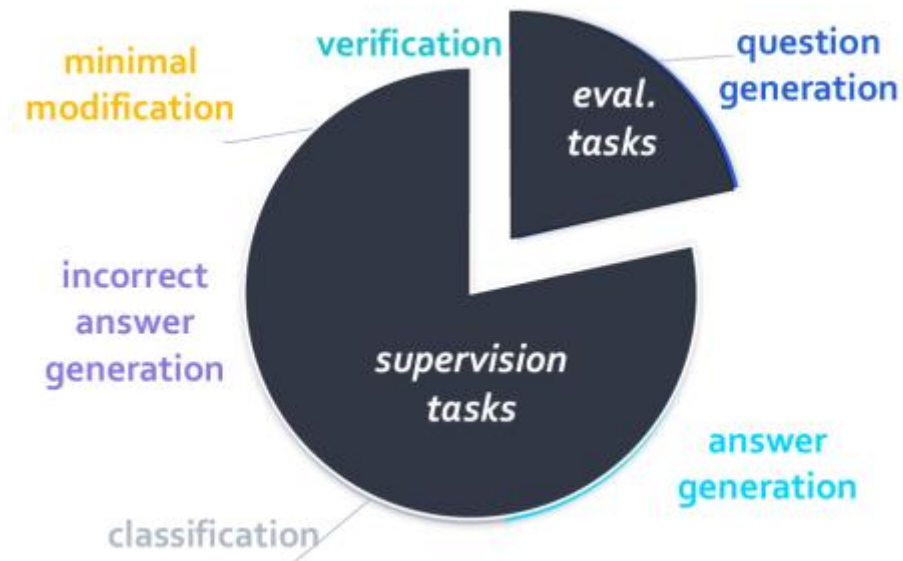 verification
minimal
modification
question
generation
eval.
tasks
incorrect
answer
generation
supervision
tasks
answer
generation
classification